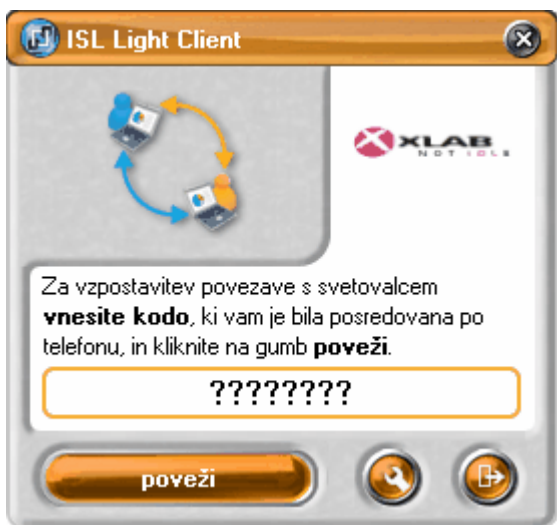 ISL Light Client
XLAB
NOT IDLE
Za vzpostavitev povezave s svetovalcem
vnesite kodo, ki vam je bila posredovana po
telefonu, in kliknite na gumb poveži.
????????
poveži